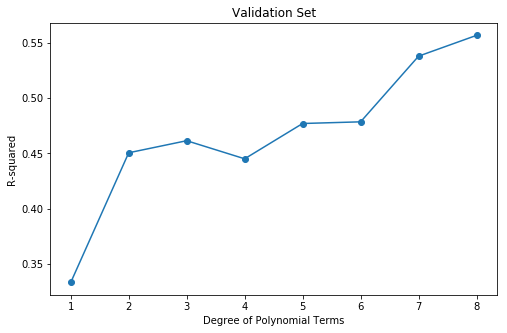 Validation Set
0.55
0.50
0.45
0.40
0.35
R-squared
1 2 3 4 5 6 7 8
Degree of Polynomial Terms